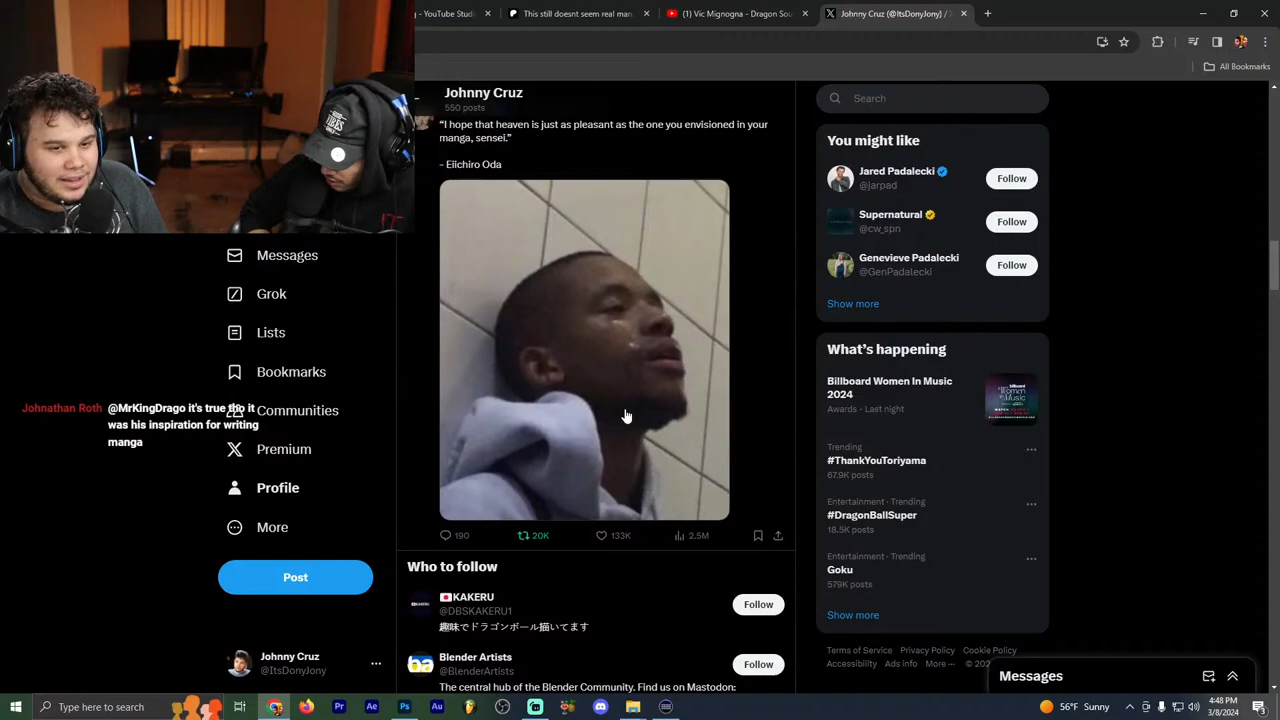 g - YouTube Studi
This still doesnt seem real man.
(1) Vic Mignogna - Dragon Sou
Johnny Cruz (@ItsDonyJony) / X
All Bookmarks
Johnny Cruz
550 posts
“I hope that heaven is just as pleasant as the one you envisioned in your
manga, sensei.”
- Eiichiro Oda
190
20K
133K
2.5M
Who to follow
KAKERU
@DBSKAKERU1
趣味でドラゴンボール描いてます
Follow
Blender Artists
@BlenderArtists
Follow
The central hub of the Blender Community. Find us on Mastodon:
Messages
Grok
Lists
Bookmarks
Communities
Premium
Profile
More
Post
Johnny Cruz
@ItsDonyJony
Johnathan Roth @MrKingDrago it's true tho it
was his inspiration for writing
manga
Search
You might like
Jared Padalecki
@jarpad
Follow
Supernatural
@cw_spn
Follow
Genevieve Padalecki
@GenPadalecki
Follow
Show more
What’s happening
Billboard Women In Music
2024
Awards · Last night
Trending
#ThankYouToriyama
67.9K posts
Entertainment · Trending
#DragonBallSuper
18.5K posts
Entertainment · Trending
Goku
579K posts
Show more
Terms of Service Privacy Policy Cookie Policy
Accessibility Ads info More ··· © 202
Messages
Type here to search
56°F Sunny
4:48 PM
3/8/2024